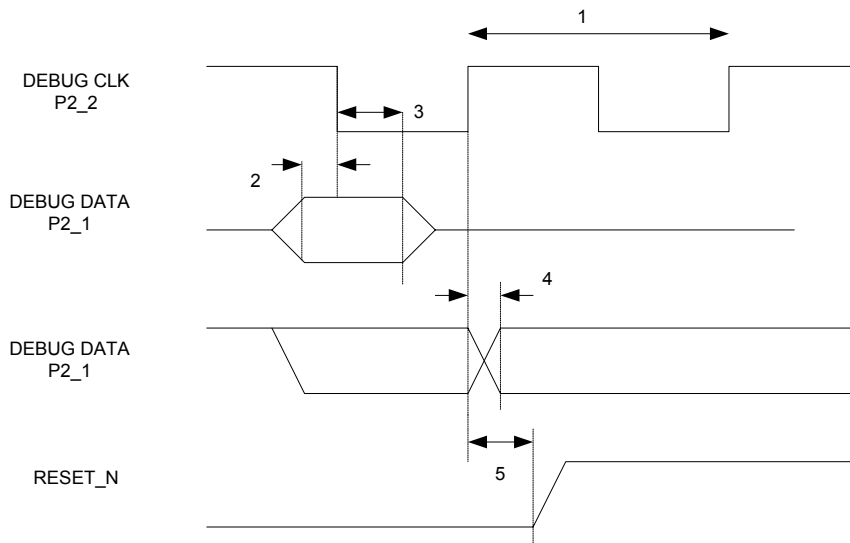 1
DEBUG CLK
P2_2
3
2
DEBUG DATA
P2_1
4
DEBUG DATA
P2_1
5
RESET_N